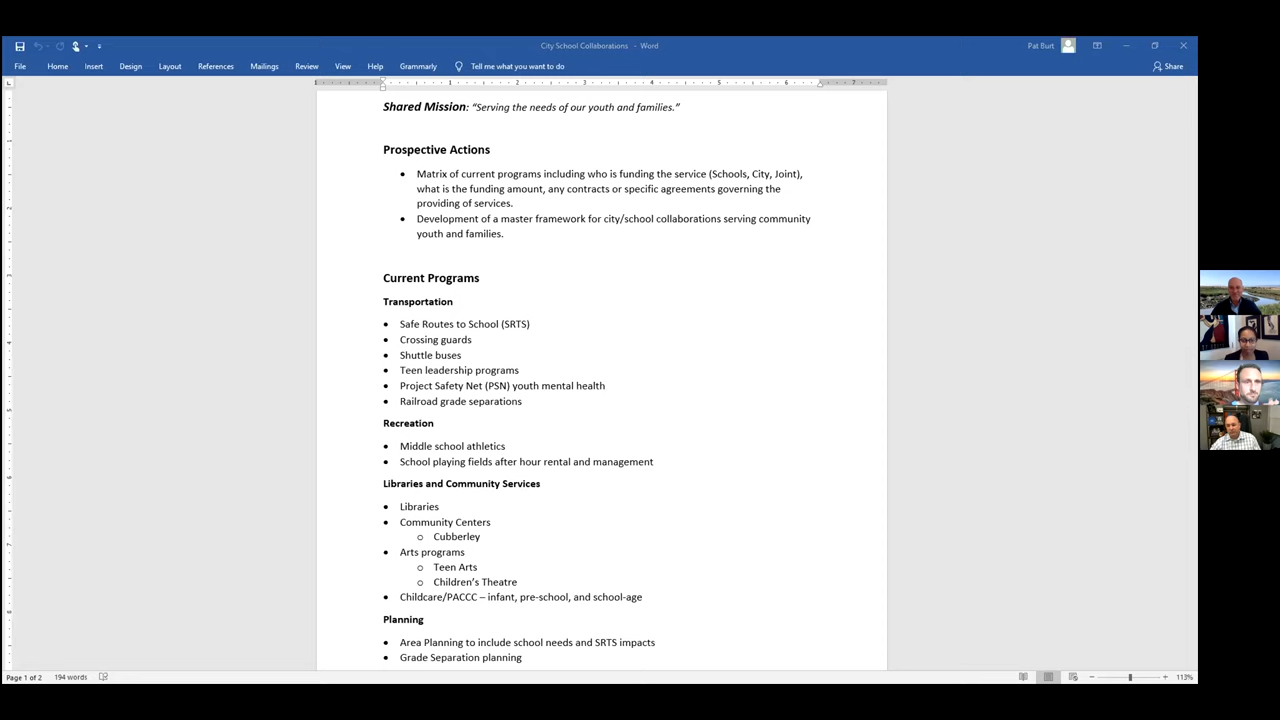 City School Collaborations - Word
Pat Burt
File Home Insert Design Layout References Mailings Review View Help Grammarly Tell me what you want to do Share
1 1 2 3 4 5 6 7
Shared Mission: “Serving the needs of our youth and families.”
Prospective Actions
• Matrix of current programs including who is funding the service (Schools, City, Joint),
what is the funding amount, any contracts or specific agreements governing the
providing of services.
• Development of a master framework for city/school collaborations serving community
youth and families.
Current Programs
Transportation
• Safe Routes to School (SRTS)
• Crossing guards
• Shuttle buses
• Teen leadership programs
• Project Safety Net (PSN) youth mental health
• Railroad grade separations
Recreation
• Middle school athletics
• School playing fields after hour rental and management
Libraries and Community Services
• Libraries
• Community Centers
o Cubberley
• Arts programs
o Teen Arts
o Children’s Theatre
• Childcare/PACCC – infant, pre-school, and school-age
Planning
• Area Planning to include school needs and SRTS impacts
• Grade Separation planning
Page 1 of 2 194 words 113%